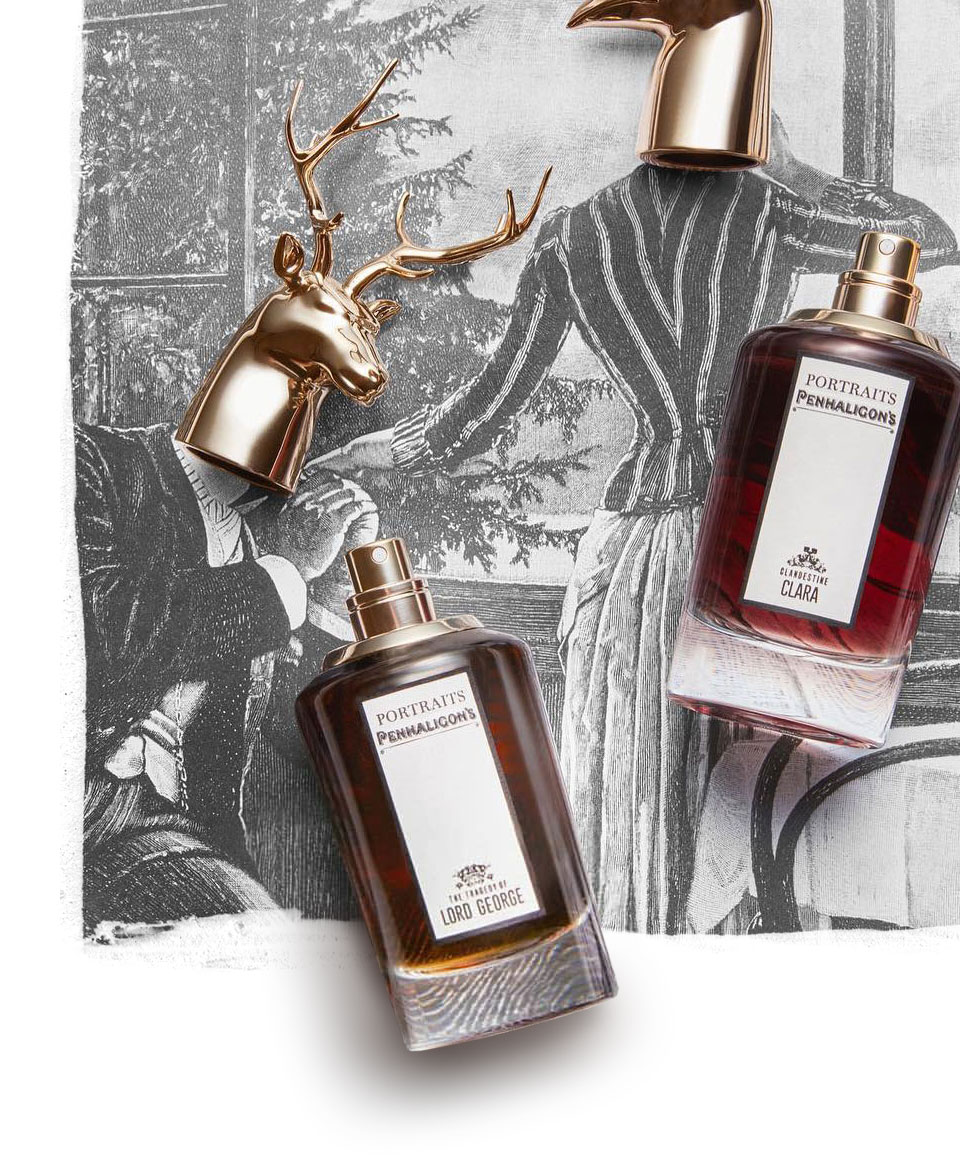 PORTRAITS
PENHALIGON'S
CLANDESTINE
CLARA
PORTRAITS
PENHALIGON'S
THE TRAGEDY OF
LORD GEORGE